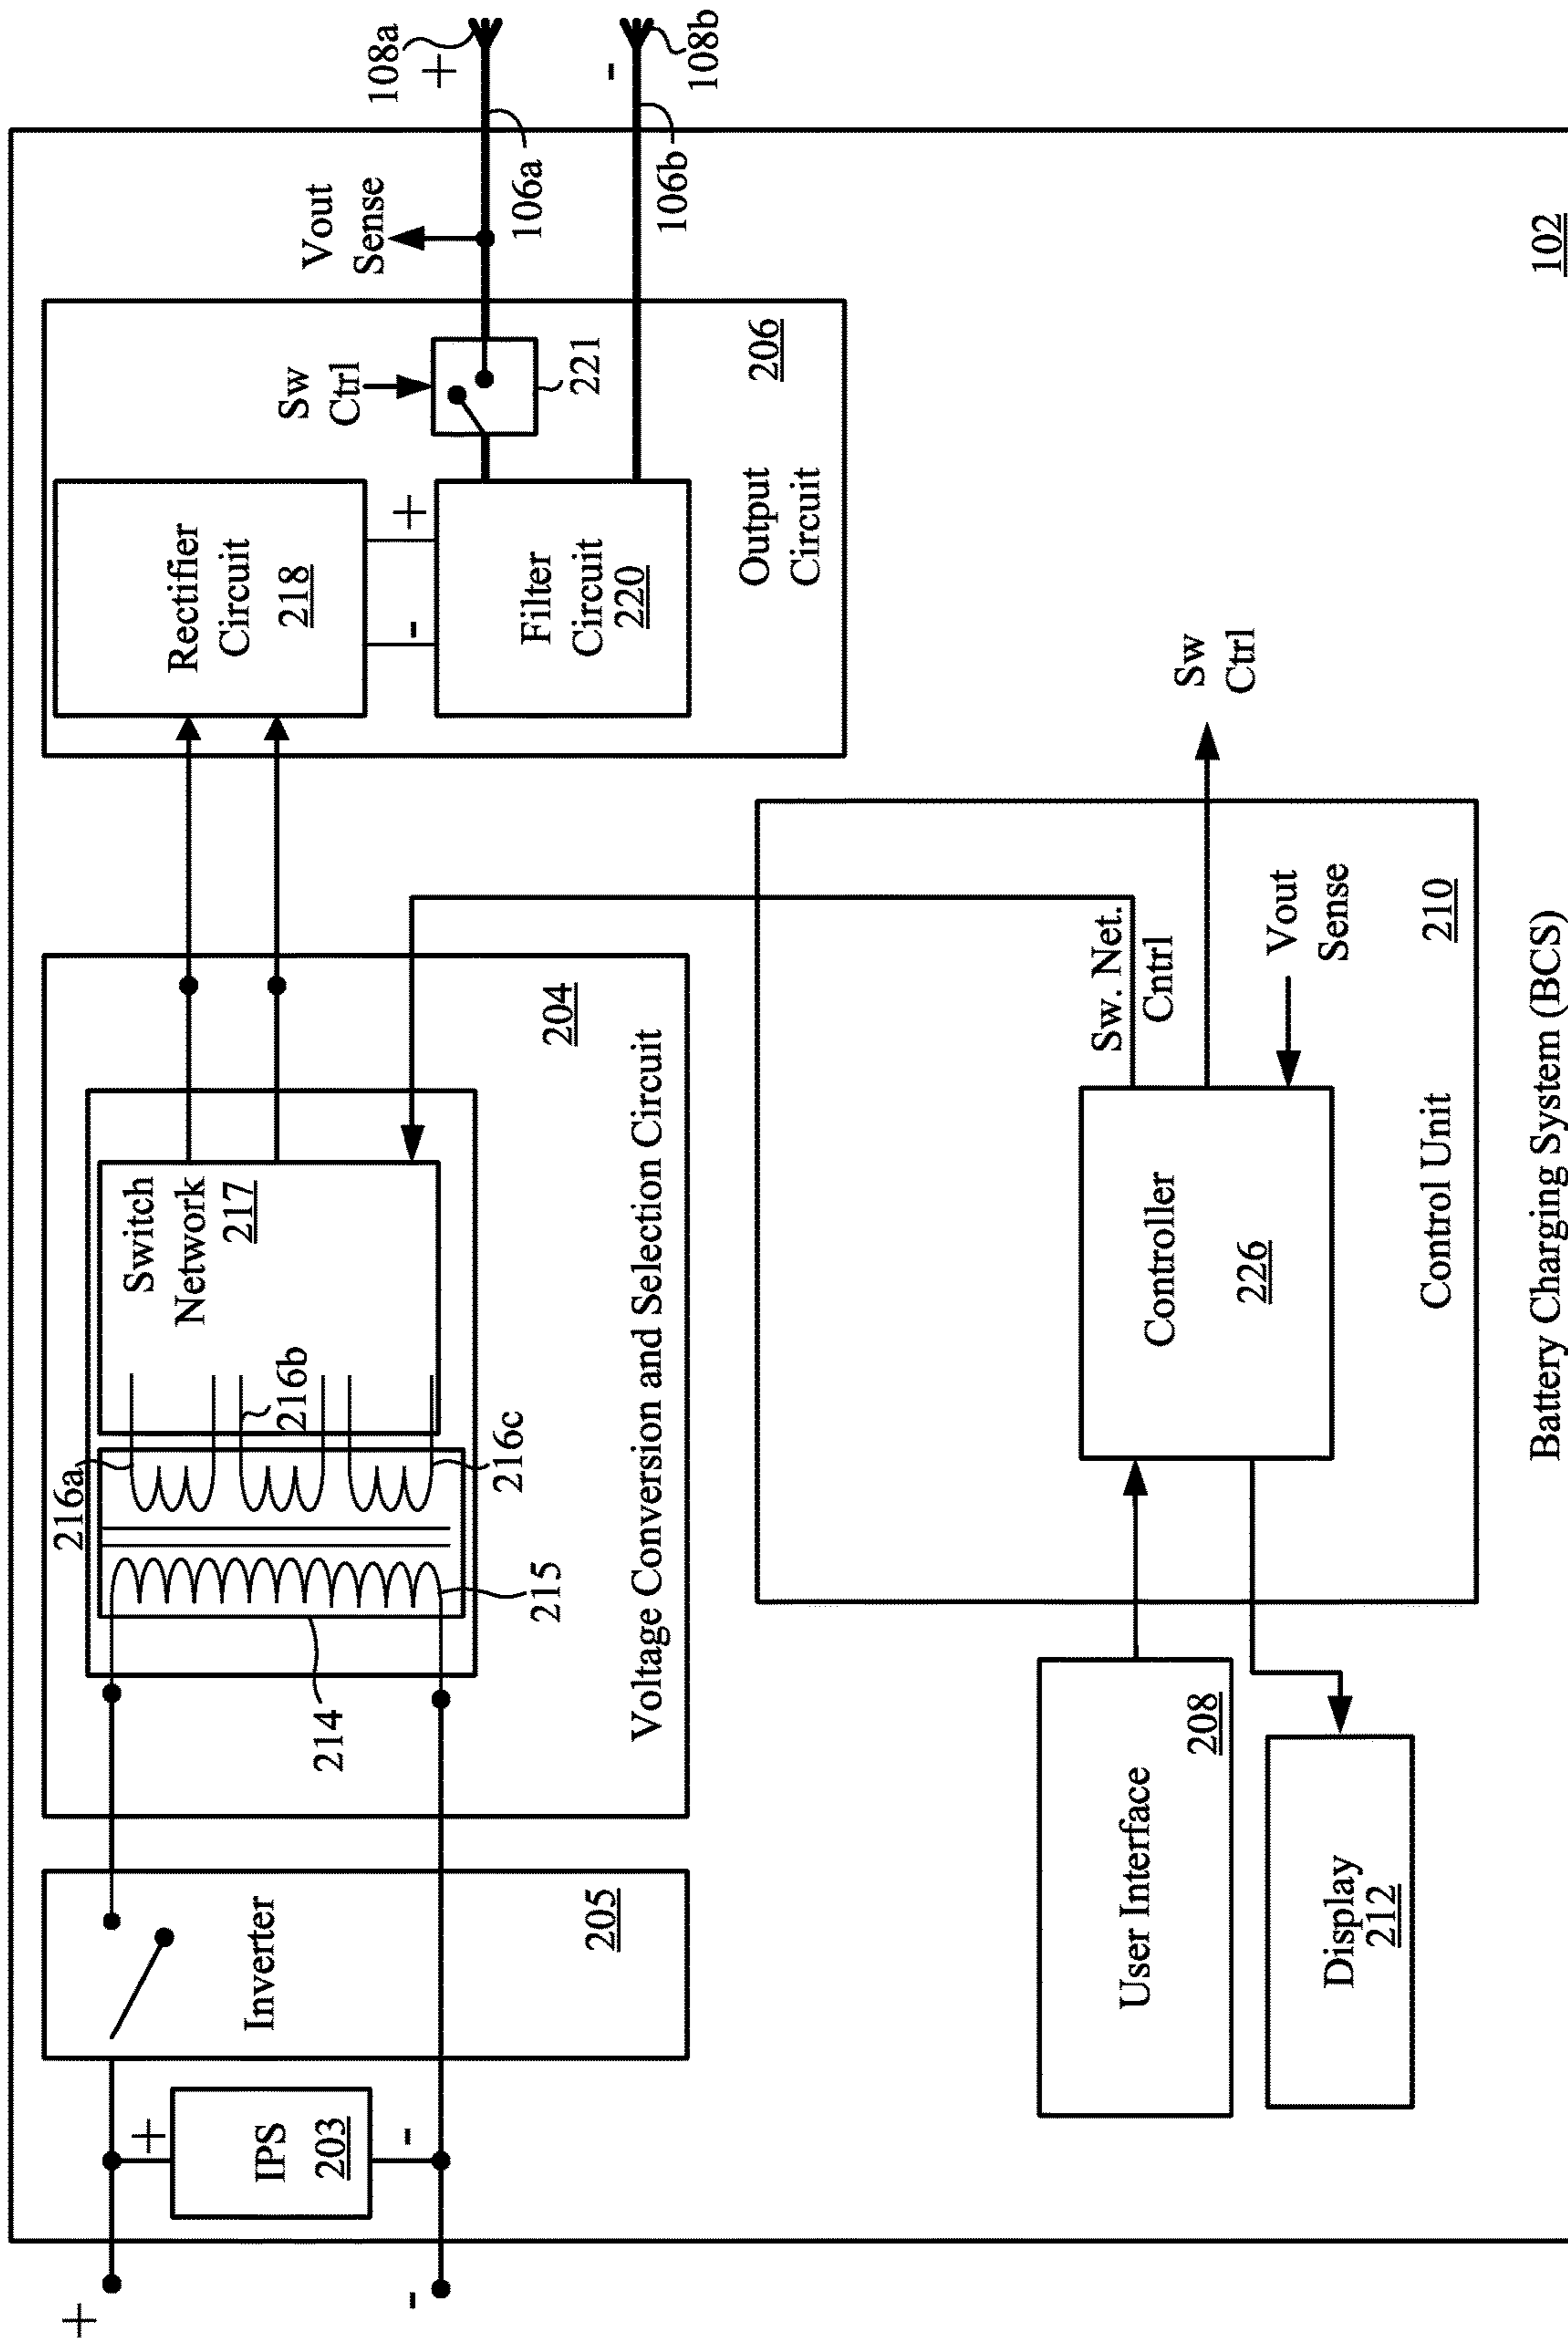 +
-
IPS
203
+
-
Inverter
205
214
215
216a
216b
216c
Switch
Network
217
204
Voltage Conversion and Selection Circuit
Rectifier
Circuit
218
-
+
Filter
Circuit
220
Sw
Ctrl
221
206
Output
Circuit
Vout
Sense
106a
106b
108a
+
-
108b
User Interface
208
Display
212
Controller
226
Sw. Net.
Cntrl
Sw
Ctrl
Vout
Sense
210
Control Unit
102
Battery Charging System (BCS)